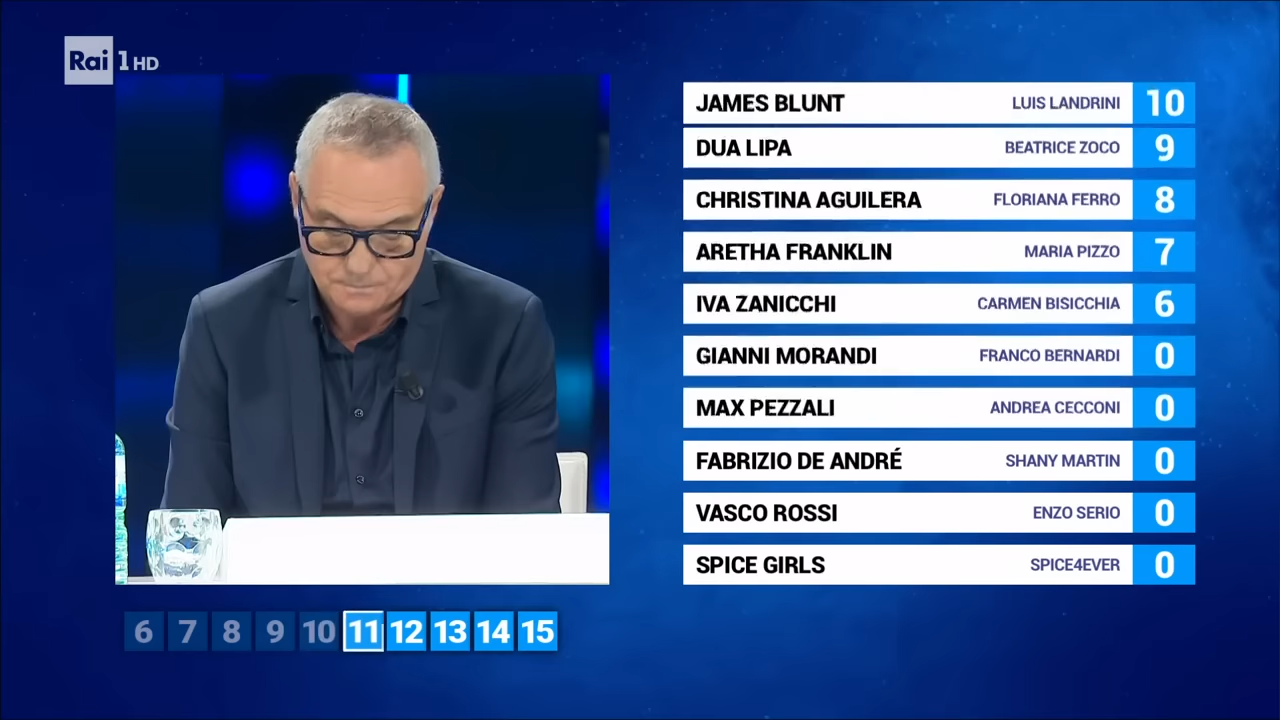 Rai 1 HD
JAMES BLUNT LUIS LANDRINI 10
DUA LIPA BEATRICE ZOCO 9
CHRISTINA AGUILERA FLORIANA FERRO 8
ARETHA FRANKLIN MARIA PIZZO 7
IVA ZANICCHI CARMEN BISICCHIA 6
GIANNI MORANDI FRANCO BERNARDI 0
MAX PEZZALI ANDREA CECCONI 0
FABRIZIO DE ANDRÉ SHANY MARTIN 0
VASCO ROSSI ENZO SERIO 0
SPICE GIRLS SPICE4EVER 0
6 7 8 9 10 11 12 13 14 15